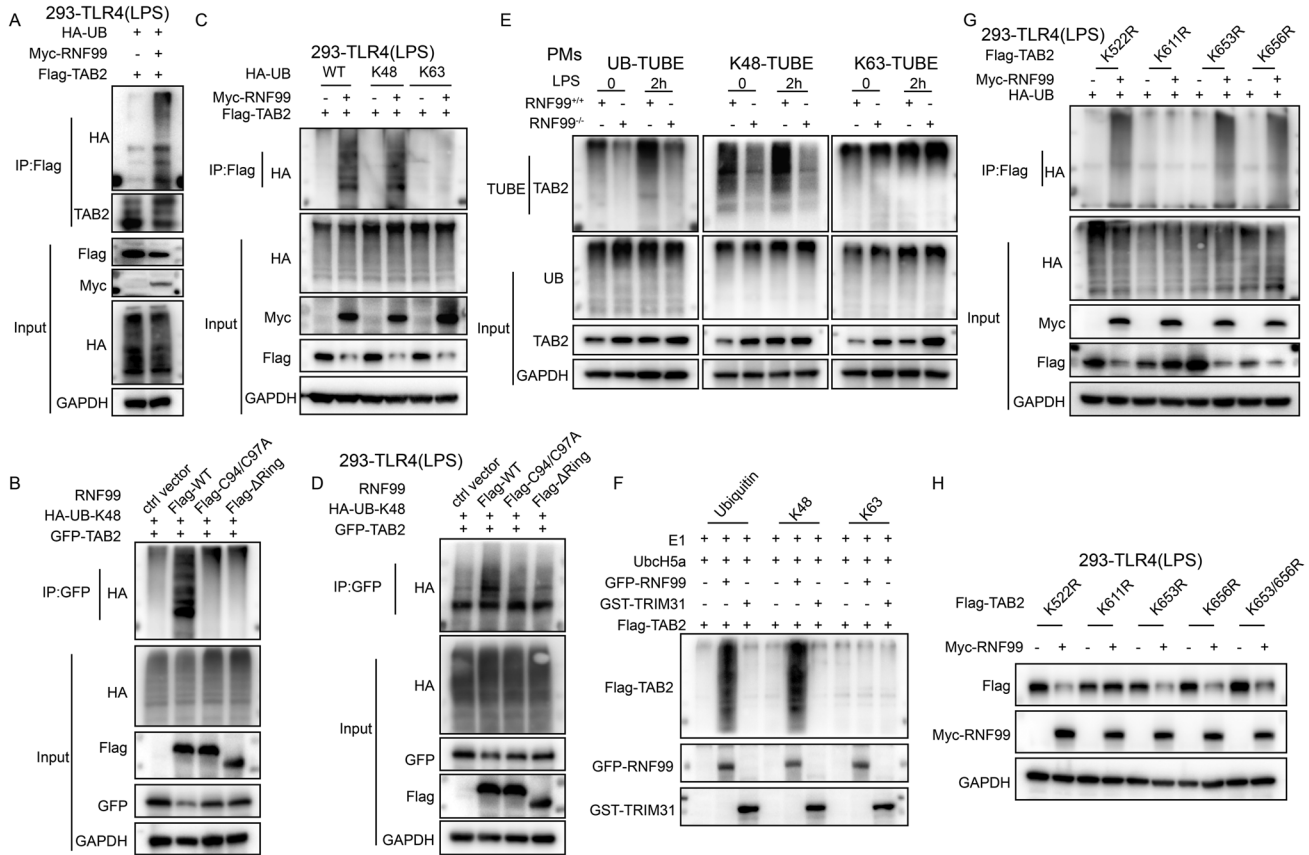 A
293-TLR4(LPS)
HA-UB + +
Myc-RNF99 - +
Flag-TAB2 + +
IP:Flag
HA
TAB2
Input
Flag
Myc
HA
GAPDH
C
293-TLR4(LPS)
HA-UB WT K48 K63
Myc-RNF99 - + - + - +
Flag-TAB2 + + + + + +
IP:Flag HA
Input
HA
Myc
Flag
GAPDH
E
PMs UB-TUBE K48-TUBE K63-TUBE
LPS 0 2h 0 2h 0 2h
RNF99+/+ + - + - + - + - + - + -
RNF99-/- - + - + - + - + - + - +
TUBE TAB2
Input
UB
TAB2
GAPDH
G
293-TLR4(LPS)
Flag-TAB2 K522R K611R K653R K656R
Myc-RNF99 - + - + - + - +
HA-UB + + + + + + + +
IP:Flag HA
Input
HA
Myc
Flag
GAPDH
B
RNF99 ctrl vector Flag-WT Flag-C94/C97A Flag-ΔRing
HA-UB-K48 + + + +
GFP-TAB2 + + + +
IP:GFP HA
Input
HA
Flag
GFP
GAPDH
D
293-TLR4(LPS)
RNF99 ctrl vector Flag-WT Flag-C94/C97A Flag-ΔRing
HA-UB-K48 + + + +
GFP-TAB2 + + + +
IP:GFP HA
Input
HA
GFP
Flag
GAPDH
F
Ubiquitin K48 K63
E1 + + + + + + + + +
UbcH5a + + + + + + + + +
GFP-RNF99 - + - - + - - + -
GST-TRIM31 - - + - - + - - +
Flag-TAB2 + + + + + + + + +
Flag-TAB2
GFP-RNF99
GST-TRIM31
H
293-TLR4(LPS)
Flag-TAB2 K522R K611R K653R K656R K653/656R
Myc-RNF99 - + - + - + - + - +
Flag
Myc-RNF99
GAPDH